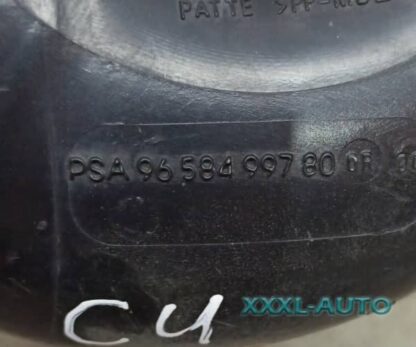 PATTE
PSA 96 584 997 80
C4
XXXL-AUTO